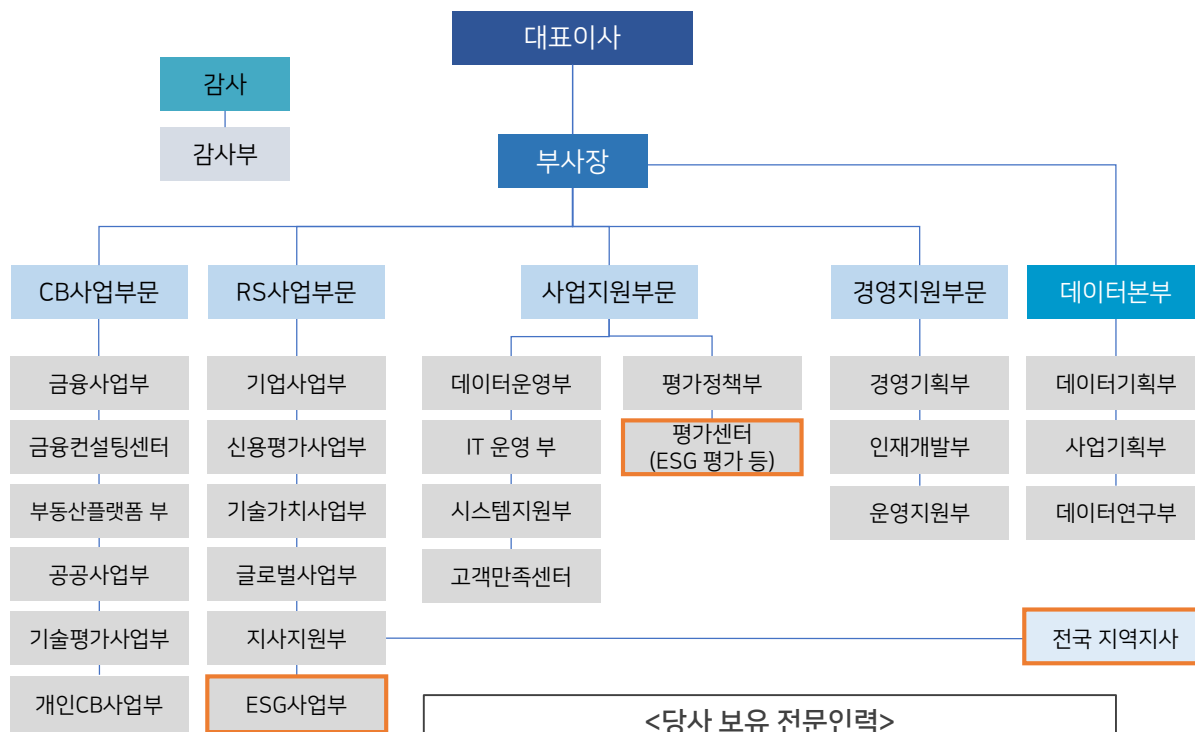 대표이사
감사
감사부
부사장
CB사업부문
RS사업부문
사업지원부문
경영지원부문
데이터본부
금융사업부
기업사업부
데이터운영부
평가정책부
경영기획부
데이터기획부
금융컨설팅센터
신용평가사업부
IT 운영 부
평가센터
(ESG 평가 등)
인재개발부
사업기획부
부동산플랫폼 부
기술가치사업부
시스템지원부
운영지원부
데이터연구부
공공사업부
글로벌사업부
고객만족센터
기술평가사업부
지사지원부
전국 지역지사
개인CB사업부
ESG사업부
<당사 보유 전문인력>